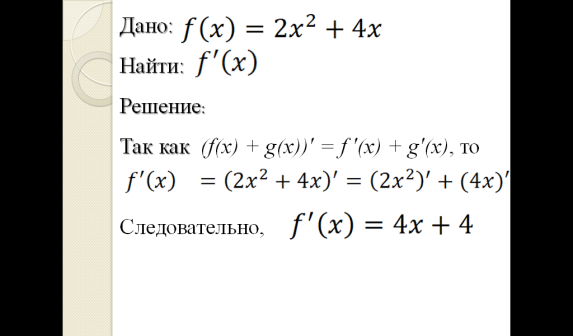 Дано: f(x) = 2x² + 4x
Найти: f′(x)
Решение:
Так как (f(x) + g(x))′ = f ′(x) + g′(x), то
f′(x) = (2x² + 4x)′ = (2x²)′ + (4x)′
Следовательно, f′(x) = 4x + 4